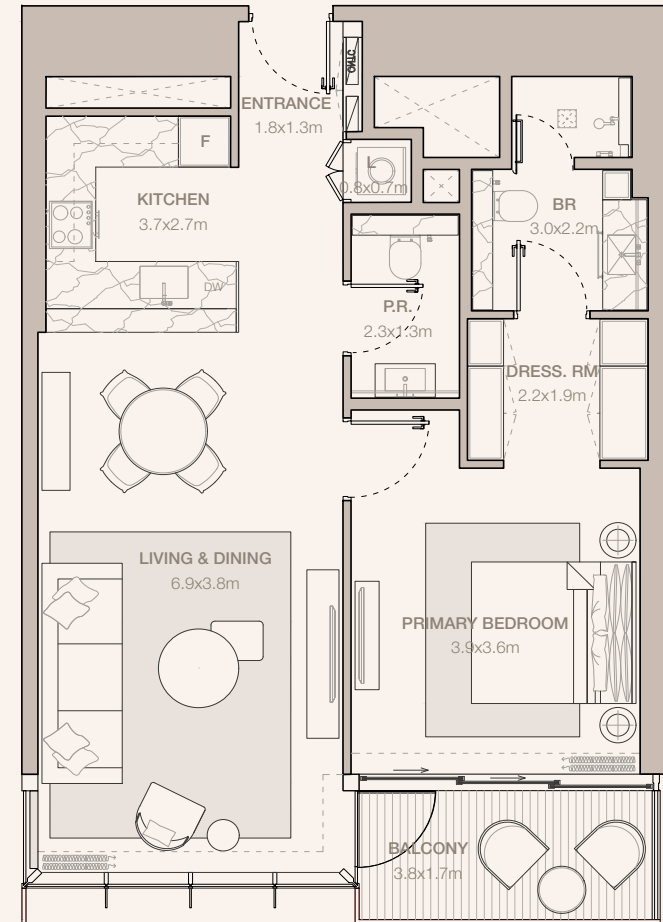 ENTRANCE
1.8x1.3m
F
KITCHEN
3.7x2.7m
0.8x0.7m
BR
3.0x2.2m
DW
P.R.
2.3x1.3m
DRESS. RM
2.2x1.9m
LIVING & DINING
6.9x3.8m
PRIMARY BEDROOM
3.9x3.6m
BALCONY
3.8x1.7m